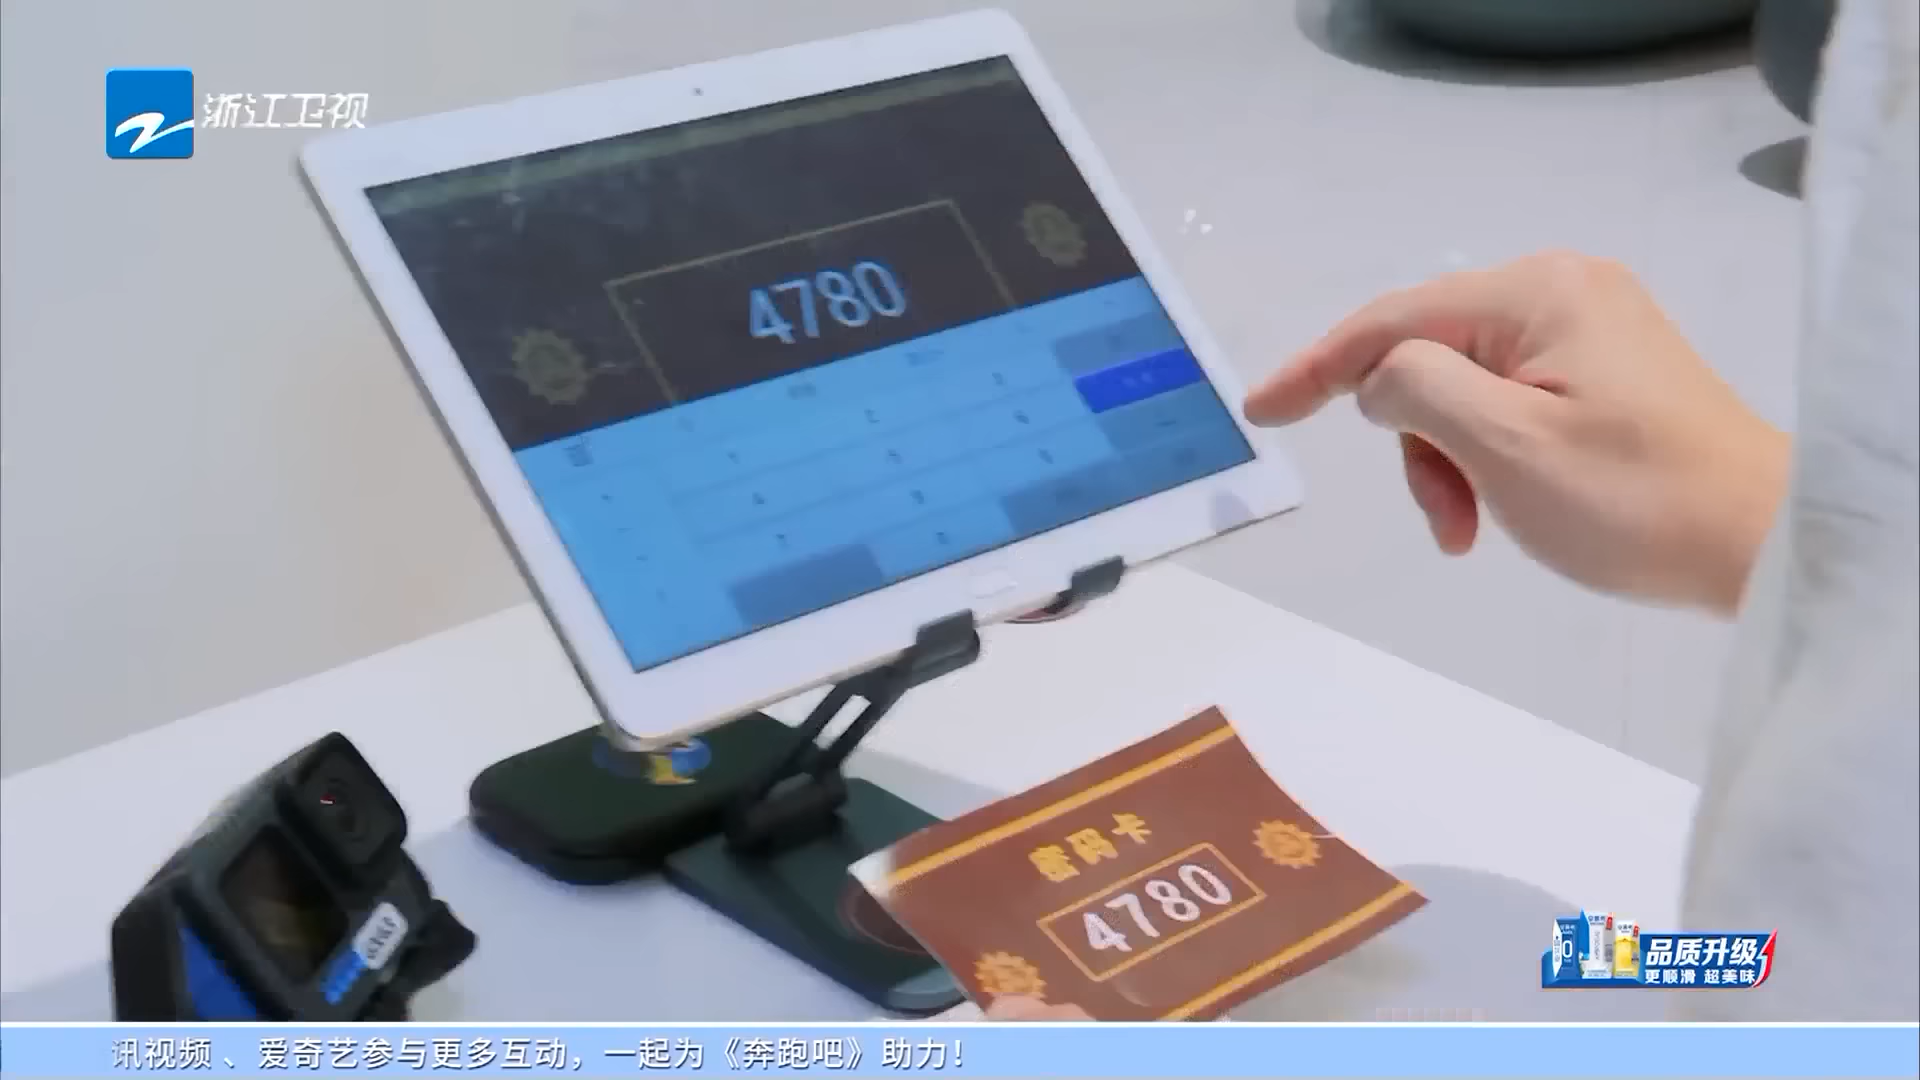 浙江卫视
4780
密码卡
4780
品质升级
更顺滑 超美味
讯视频、爱奇艺参与更多互动，一起为《奔跑吧》助力！